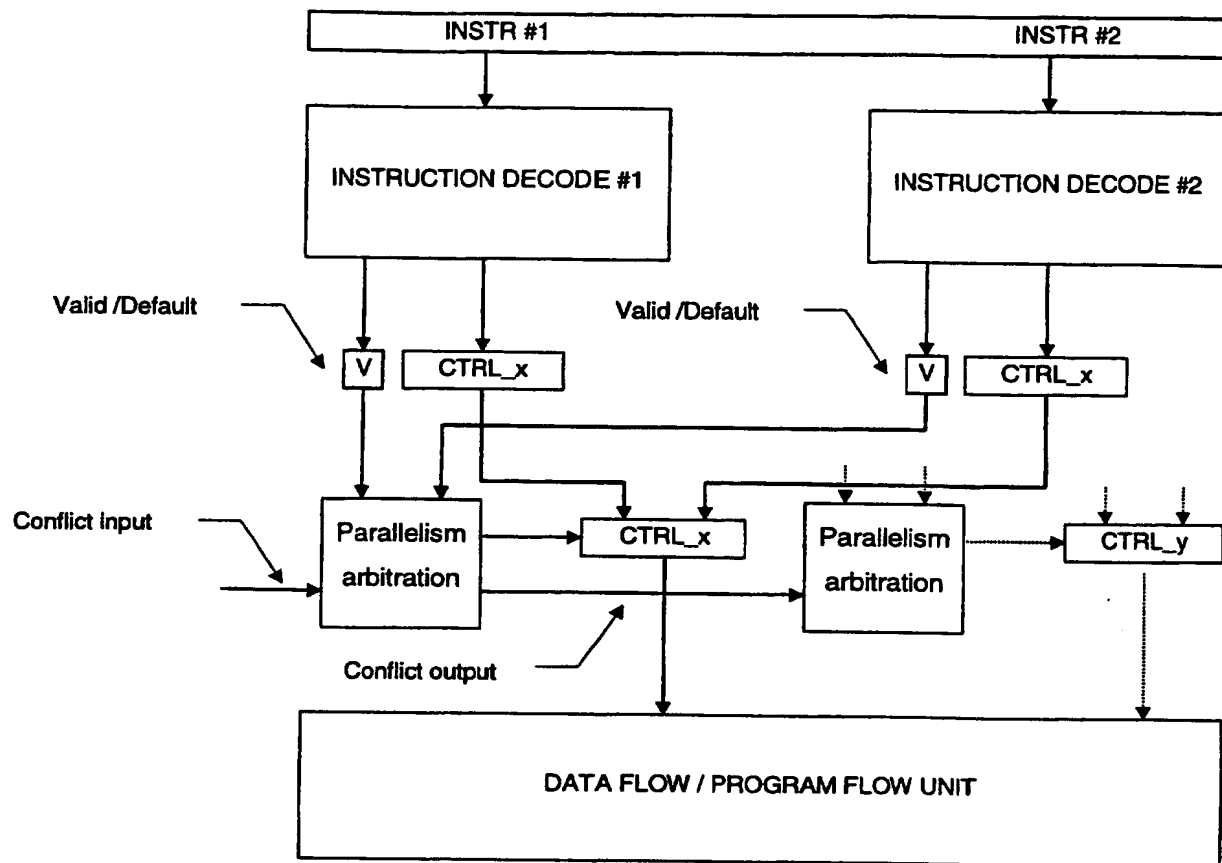 INSTR #1
INSTR #2
INSTRUCTION DECODE #1
INSTRUCTION DECODE #2
Valid /Default
Valid /Default
V
CTRL_x
V
CTRL_x
Conflict input
Parallelism
arbitration
CTRL_x
Parallelism
arbitration
CTRL_y
Conflict output
DATA FLOW / PROGRAM FLOW UNIT